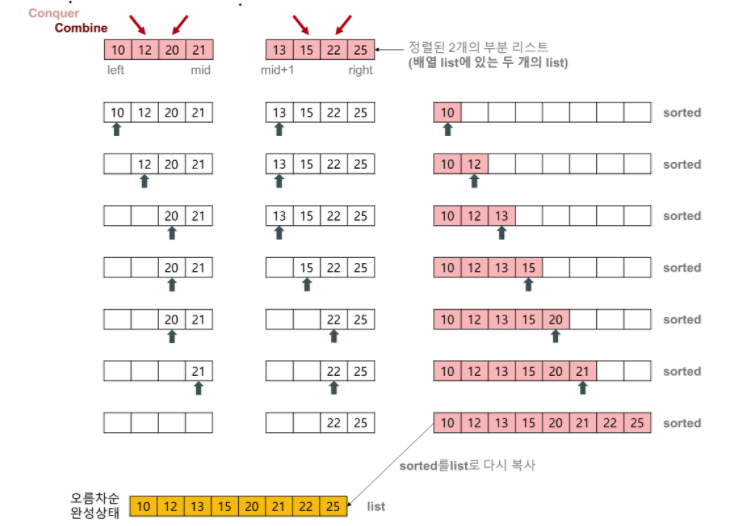 Conquer
Combine
10 12 20 21
13 15 22 25
정렬된 2개의 부분 리스트
(배열 list에 있는 두 개의 list)
left mid mid+1 right
10 12 20 21 13 15 22 25 10 sorted
12 20 21 13 15 22 25 10 12 sorted
20 21 13 15 22 25 10 12 13 sorted
20 21 15 22 25 10 12 13 15 sorted
20 21 22 25 10 12 13 15 20 sorted
21 22 25 10 12 13 15 20 21 sorted
22 25 10 12 13 15 20 21 22 25 sorted
sorted를list로 다시 복사
오름차순
완성상태
10 12 13 15 20 21 22 25 list